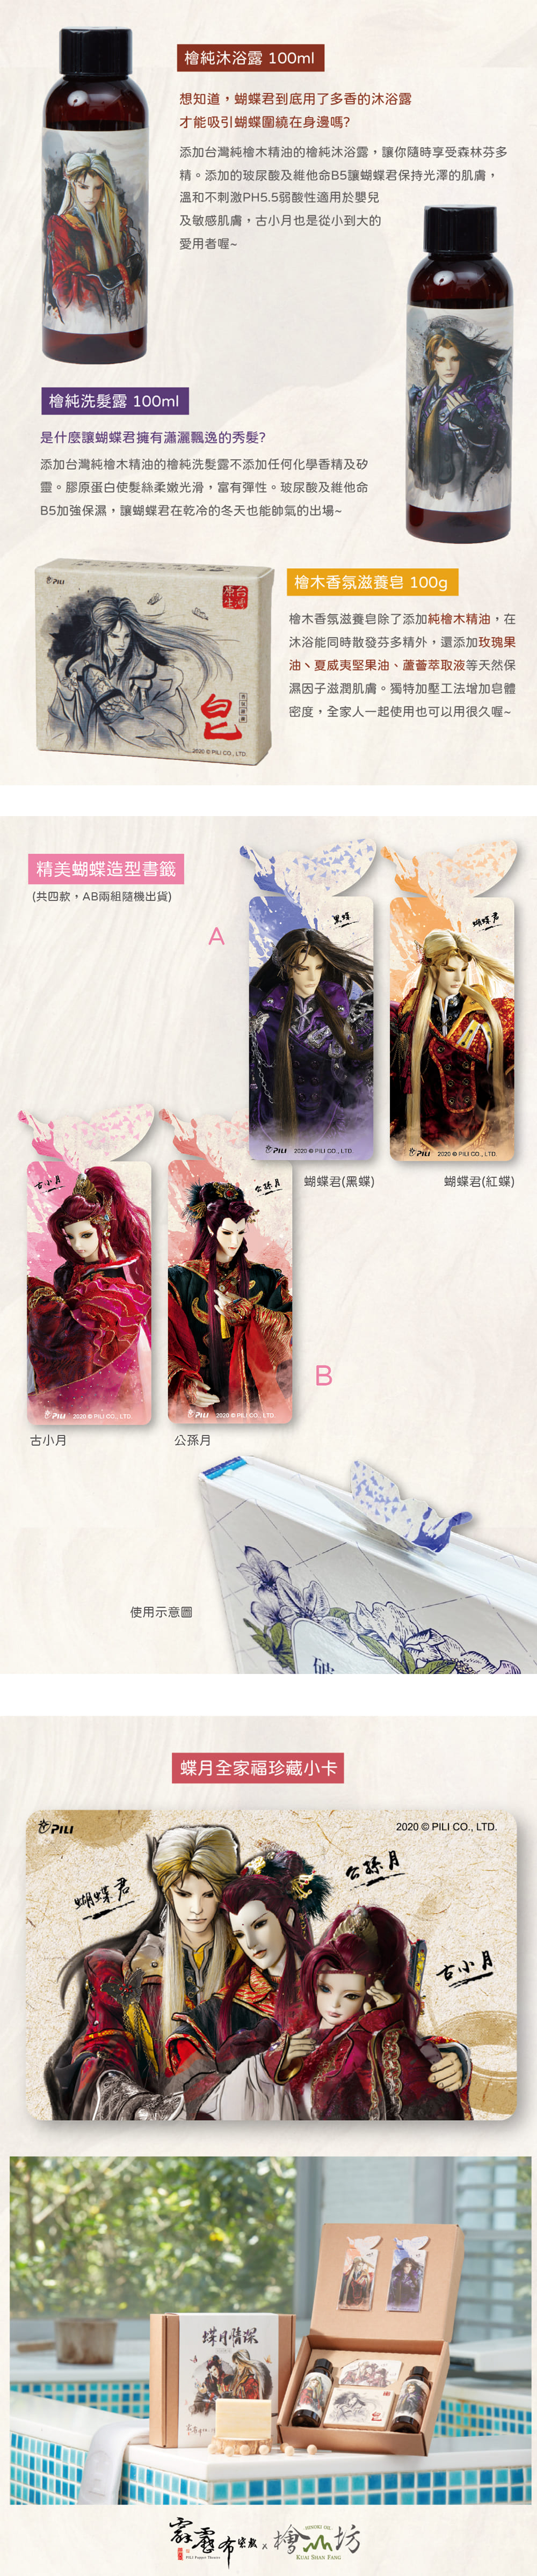 檜純沐浴露 100ml
想知道，蝴蝶君到底用了多香的沐浴露
才能吸引蝴蝶圍繞在身邊嗎?
添加台灣純檜木精油的檜純沐浴露，讓你隨時享受森林芬多
精。添加的玻尿酸及維他命B5讓蝴蝶君保持光澤的肌膚，
溫和不刺激PH5.5弱酸性適用於嬰兒
及敏感肌膚，古小月也是從小到大的
愛用者喔~
檜純洗髮露 100ml
是什麼讓蝴蝶君擁有瀟灑飄逸的秀髮?
添加台灣純檜木精油的檜純洗髮露不添加任何化學香精及矽
靈。膠原蛋白使髮絲柔嫩光滑，富有彈性。玻尿酸及維他命
B5加強保濕，讓蝴蝶君在乾冷的冬天也能帥氣的出場~
PILI
台灣
原生
皂
2020 © PILI CO., LTD.
檜木香氛滋養皂 100g
檜木香氛滋養皂除了添加純檜木精油，在
沐浴能同時散發芬多精外，還添加玫瑰果
油、夏威夷堅果油、蘆薈萃取液等天然保
濕因子滋潤肌膚。獨特加壓工法增加皂體
密度，全家人一起使用也可以用很久喔~
精美蝴蝶造型書籤
(共四款，AB兩組隨機出貨)
A
黑蝶
蝴蝶君
PILI 2020 © PILI CO., LTD.
PILI 2020 © PILI CO., LTD.
蝴蝶君(黑蝶)
蝴蝶君(紅蝶)
古小月
公孫月
PILI 2020 © PILI CO., LTD.
PILI 2020 © PILI CO., LTD.
B
古小月
公孫月
使用示意圖
蝶月全家福珍藏小卡
PILI
2020 © PILI CO., LTD.
蝴蝶君
公孫月
古小月
蝶月情深
霹靂布袋戲
PILI Puppet Theatre
x
檜山坊
HINOKI OIL
KUAI SHAN FANG